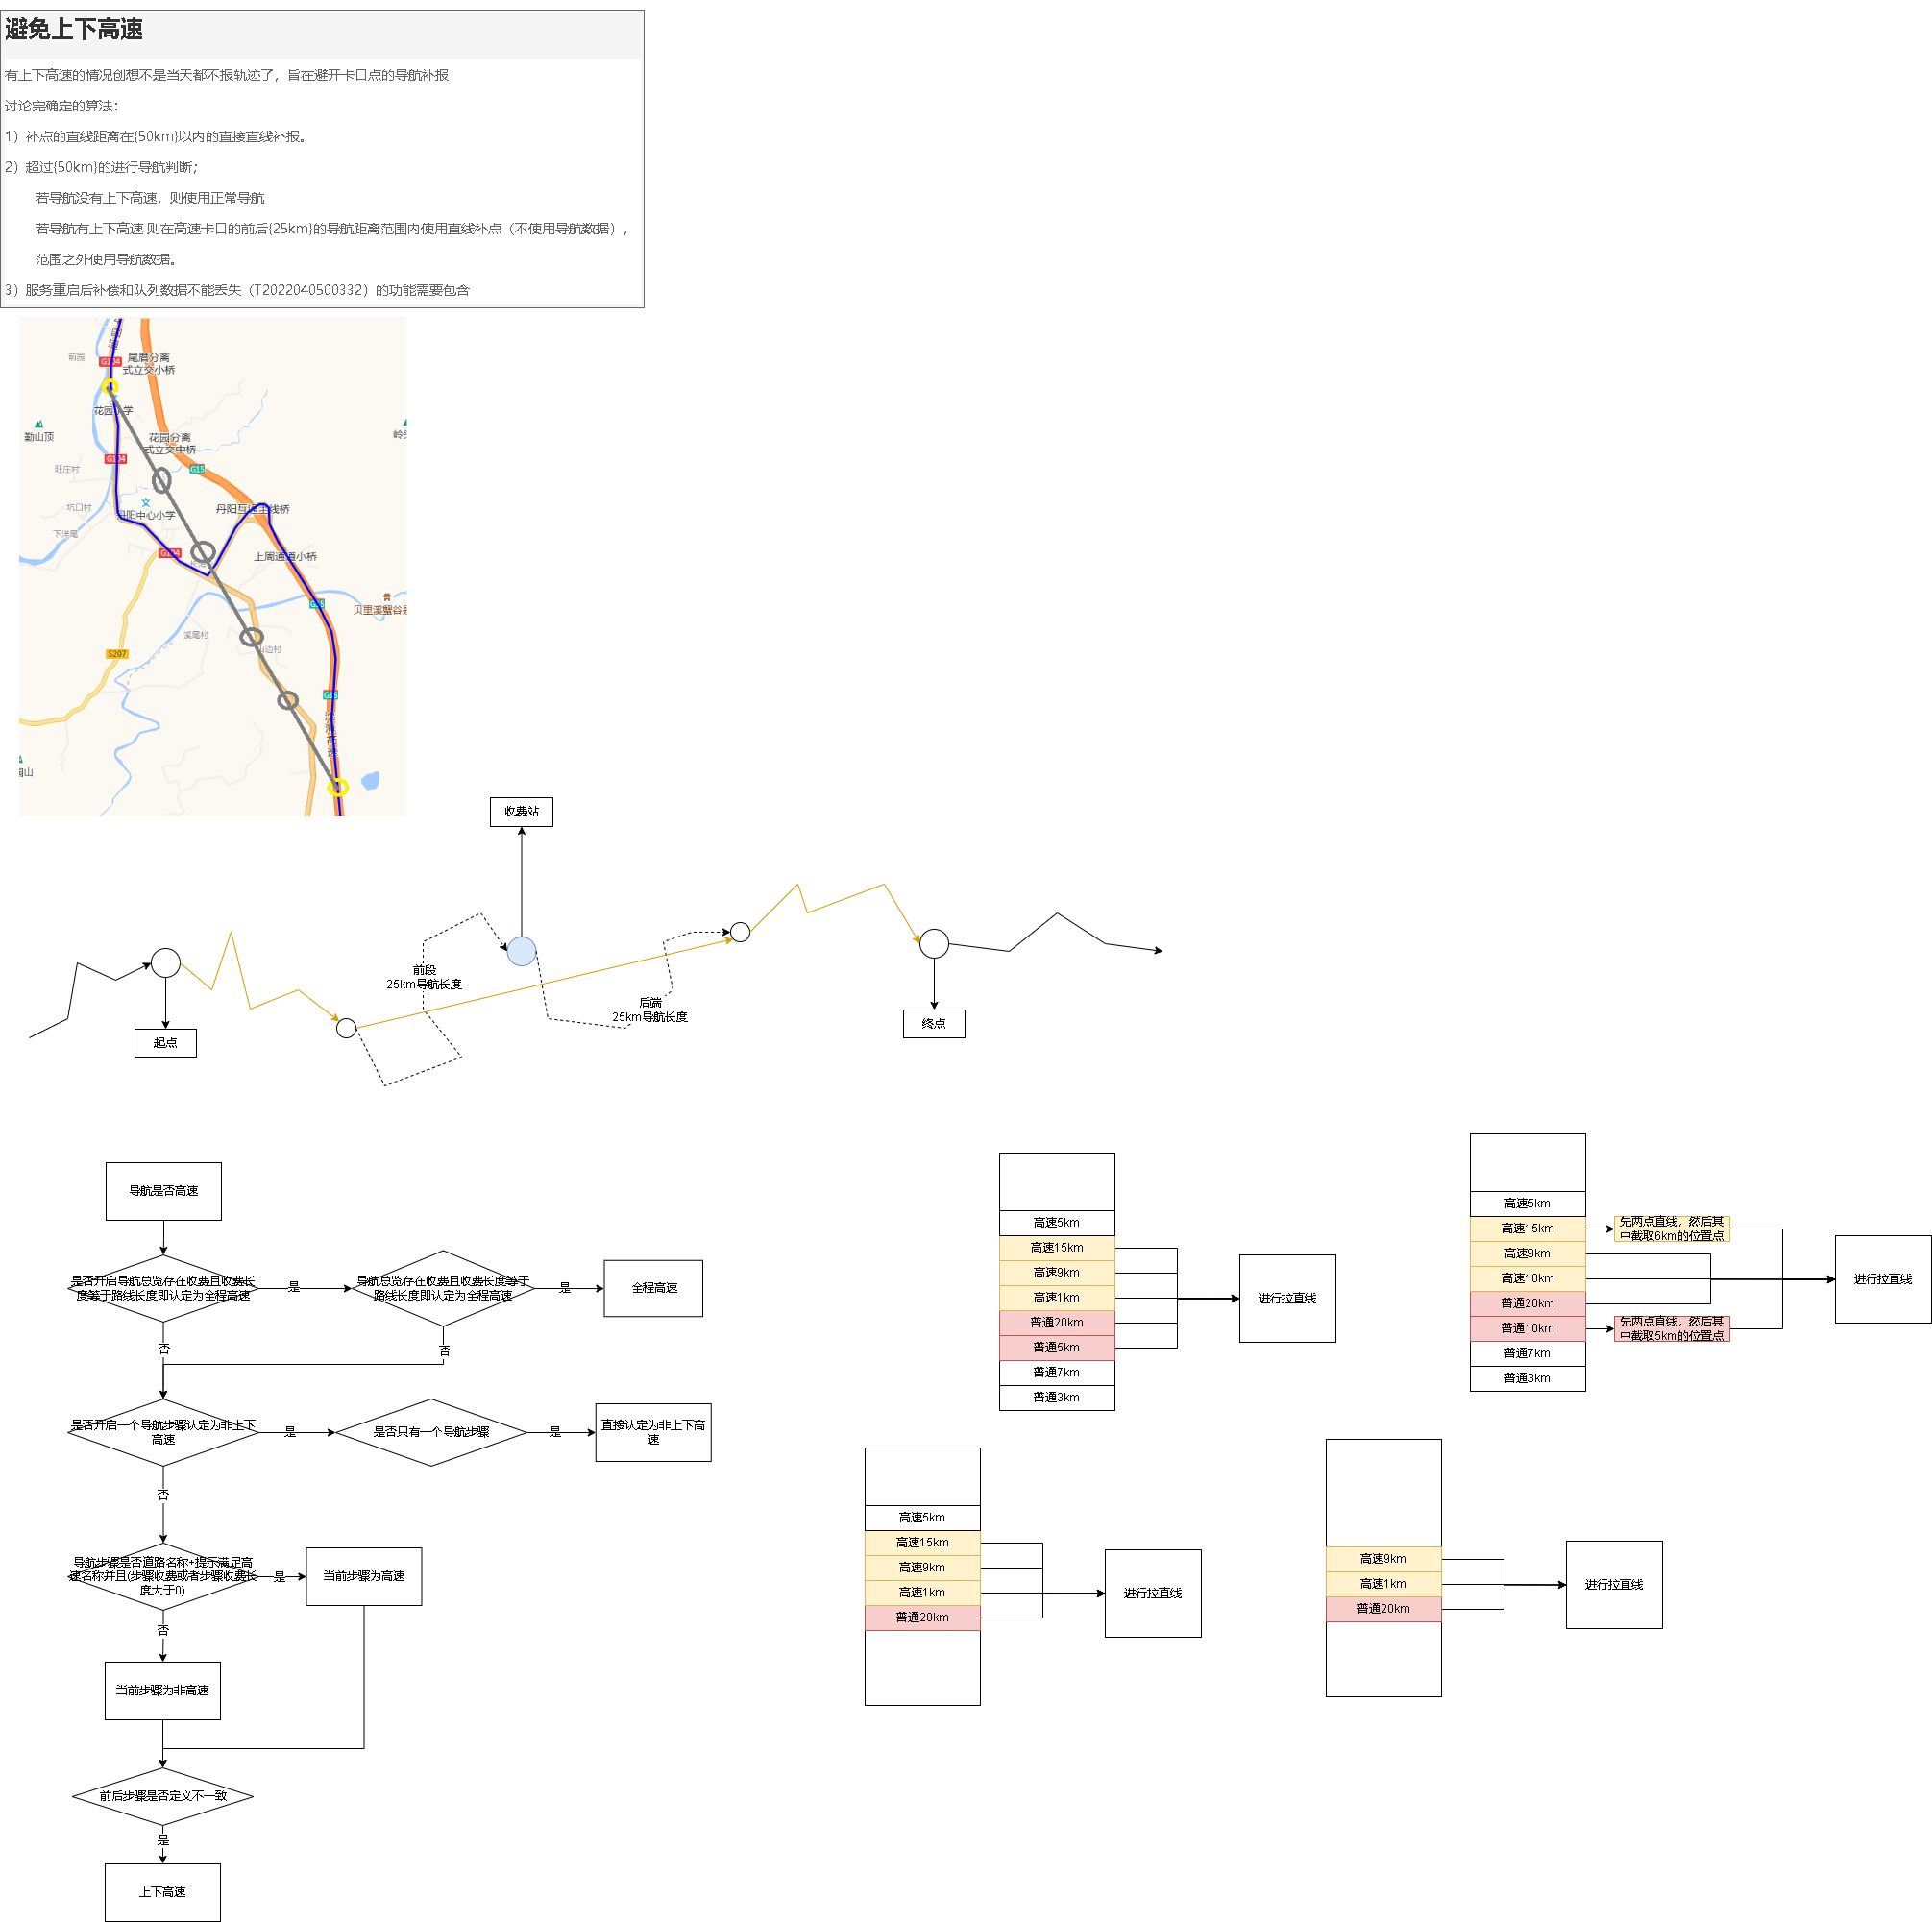 避免上下高速
有上下高速的情况创想不是当天都不报轨迹了，旨在避开卡口点的导航补报
讨论完确定的算法：
1）补点的直线距离在{50km}以内的直接直线补报。
2）超过{50km}的进行导航判断；
若导航没有上下高速，则使用正常导航
若导航有上下高速 则在高速卡口的前后{25km}的导航距离范围内使用直线补点（不使用导航数据），
范围之外使用导航数据。
3）服务重启后补偿和队列数据不能丢失（T2022040500332）的功能需要包含
前园
尾厝分离
式立交小桥
勤山顶
花园分离
式立交中桥
G15
旺庄村
坑口村
丹阳中心小学
下洋尾
丹阳互通主线桥
上周通道小桥
贝里溪蟹谷景
溪尾村
山边村
S207
收费站
前段
25km导航长度
后端
25km导航长度
起点
终点
导航是否高速
是否开启导航总览存在收费且收费长
度等于路线长度即认定为全程高速
是
导航总览存在收费且收费长度等于
路线长度即认定为全程高速
是
全程高速
否
否
是否开启一个导航步骤认定为非上下
高速
是
是否只有一个导航步骤
是
直接认定为非上下高
速
否
导航步骤是否道路名称+提示满足高
速名称并且(步骤收费或者步骤收费长
度大于0)
是
当前步骤为高速
否
当前步骤为非高速
前后步骤是否定义不一致
是
上下高速
高速5km
高速15km
高速9km
高速1km
普通20km
普通5km
普通7km
普通3km
进行拉直线
高速5km
高速15km
高速9km
高速10km
普通20km
普通10km
普通7km
普通3km
先两点直线，然后其
中截取6km的位置点
先两点直线，然后其
中截取5km的位置点
进行拉直线
高速5km
高速15km
高速9km
高速1km
普通20km
进行拉直线
高速9km
高速1km
普通20km
进行拉直线